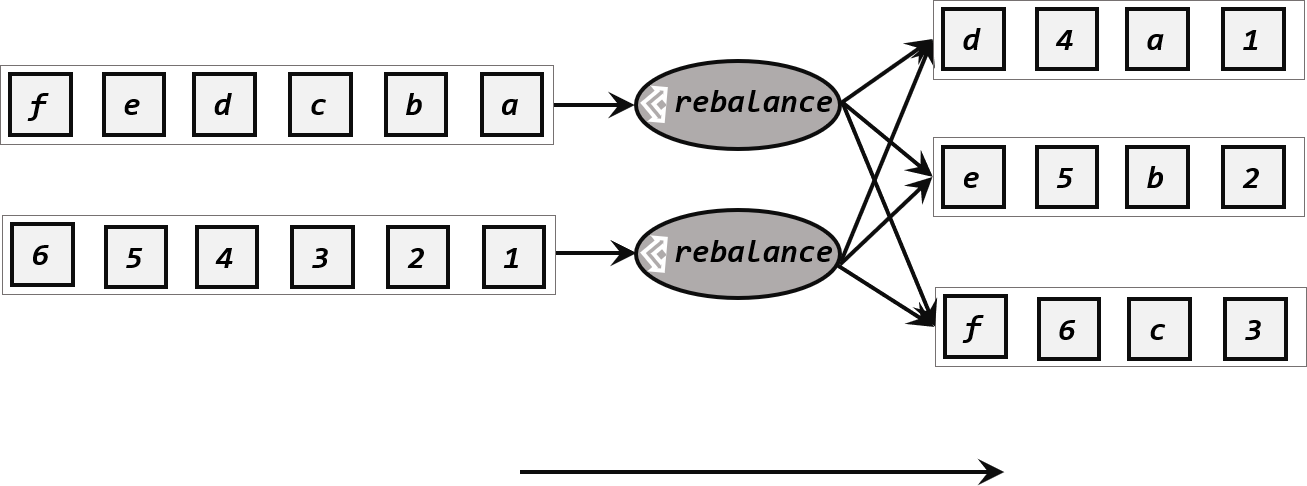 f e d c b a
rebalance
6 5 4 3 2 1
rebalance
d 4 a 1
e 5 b 2
f 6 c 3